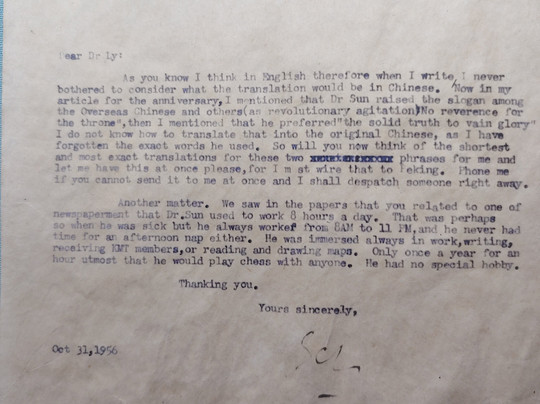 ear Dr Ly:
As you know I think in English therefore when I write, I never
bothered to consider what the translation would be in Chinese. Now in my
article for the anniversary, I mentioned that Dr Sun raised the slogan among
the Overseas Chinese and others(as revolutionary agitation)"No reverence for
the throne", then I mentioned that he preferred "the solid truth to vain glory"
I do not know how to translate that into the original Chinese, as I have
forgotten the exact words he used. So will you now think of the shortest
and most exact translations for these two phrases for me and
let me have this at once please, for I m st wire that to Peking. Phone me
if you cannot send it to me at once and I shall despatch someone right away.
Another matter. We saw in the papers that you related to one of
newspaperment that Dr.Sun used to work 8 hours a day. That was perhaps
so when he was sick but he always workef from 8AM to 11 PM, and he never had
time for an afternoon nap either. He was immersed always in work, writing,
receiving KMT members, or reading and drawing maps. Only once a year for an
hour utmost that he would play chess with anyone. He had no special hobby.
Thanking you.
Yours sincerely,
SCL
Oct 31,1956